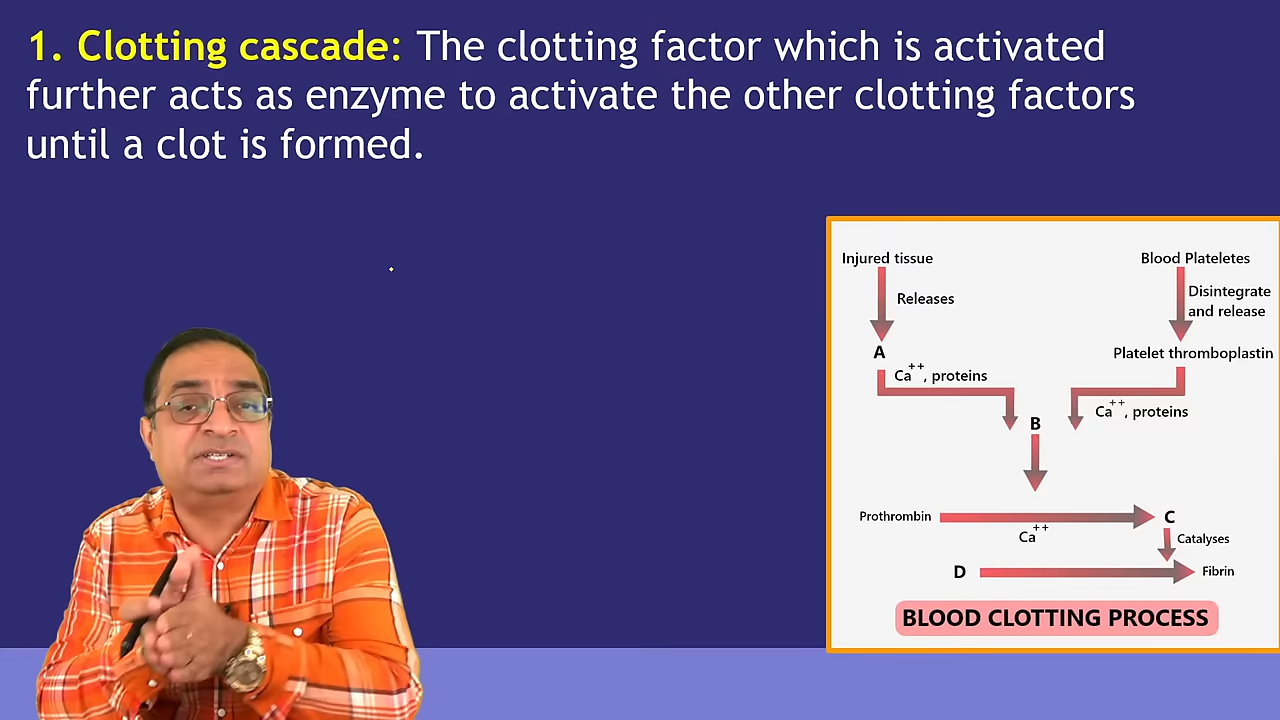 1. Clotting cascade: The clotting factor which is activated
further acts as enzyme to activate the other clotting factors
until a clot is formed.
Injured tissue
Blood Pateletes
Releases
Disintegrate
and release
A
Platelet thromboplastin
Ca++, proteins
Ca++, proteins
B
Prothrombin
C
Ca++
Catalyses
D
Fibrin
BLOOD CLOTTING PROCESS